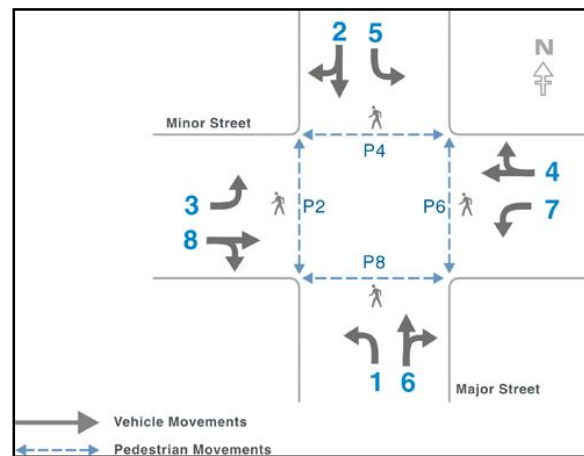 2 5
N
Minor Street
P4
4
3 P2 P6 7
8
P8
1 6
Major Street
Vehicle Movements
Pedestrian Movements